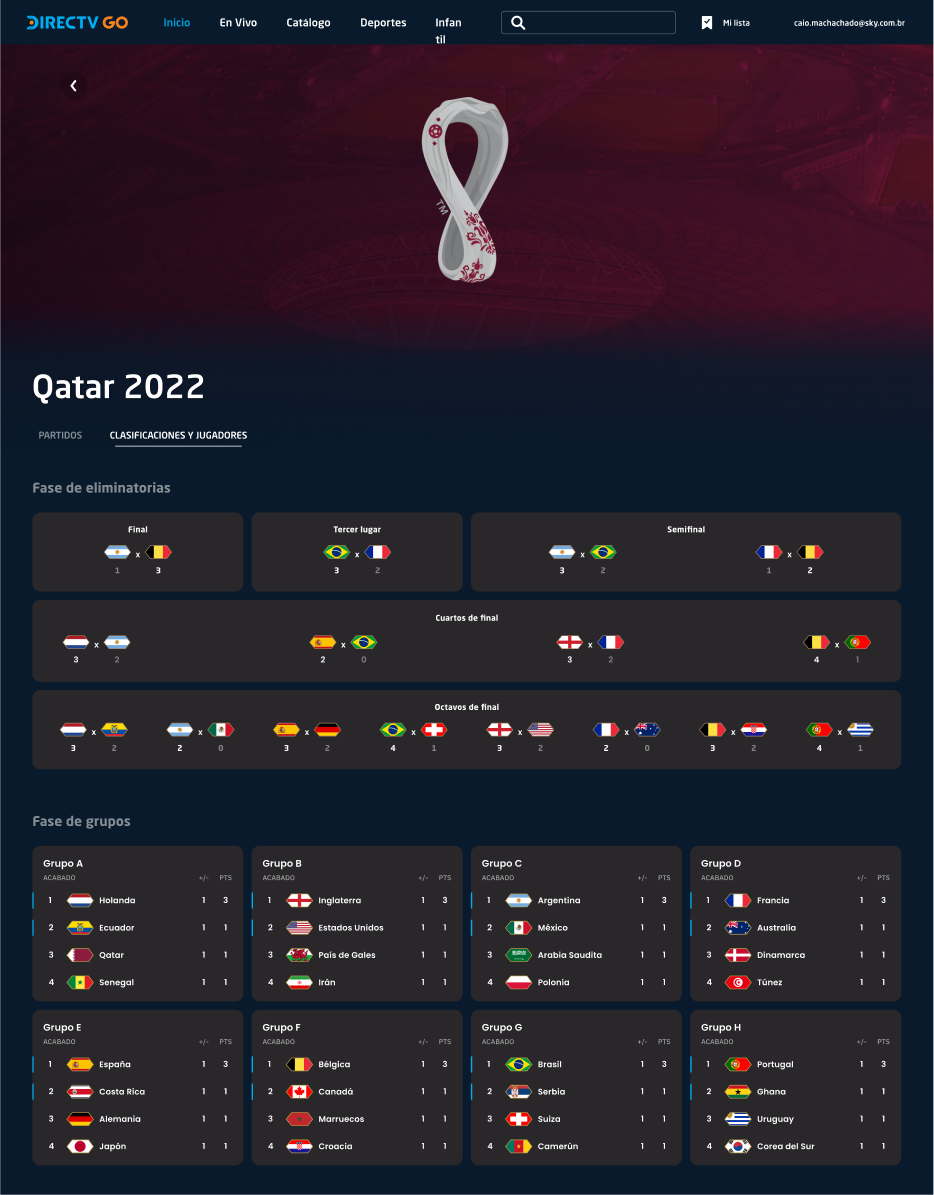 DIRECTV GO Inicio En Vivo Catálogo Deportes Infan
til
Mi lista caio.machachado@sky.com.br
TM
Qatar 2022
PARTIDOS CLASIFICACIONES Y JUGADORES
Fase de eliminatorias
Final Tercer lugar Semifinal
x x x x
1 3 3 2 3 2 1 2
Cuartos de final
x x x x
3 2 2 0 3 2 4 1
Octavos de final
x x x x x x x x
3 2 2 0 3 2 4 1 3 2 2 0 3 2 4 1
Fase de grupos
Grupo A
ACABADO +/- PTS
1 Holanda 1 3
2 Ecuador 1 1
3 Qatar 1 1
4 Senegal 1 1
Grupo B
ACABADO +/- PTS
1 Inglaterra 1 3
2 Estados Unidos 1 1
3 País de Gales 1 1
4 Irán 1 1
Grupo C
ACABADO +/- PTS
1 Argentina 1 3
2 México 1 1
3 Arabia Saudita 1 1
4 Polonia 1 1
Grupo D
ACABADO +/- PTS
1 Francia 1 3
2 Australia 1 1
3 Dinamarca 1 1
4 Túnez 1 1
Grupo E
ACABADO +/- PTS
1 España 1 3
2 Costa Rica 1 1
3 Alemania 1 1
4 Japón 1 1
Grupo F
ACABADO +/- PTS
1 Bélgica 1 3
2 Canadá 1 1
3 Marruecos 1 1
4 Croacia 1 1
Grupo G
ACABADO +/- PTS
1 Brasil 1 3
2 Serbia 1 1
3 Suiza 1 1
4 Camerún 1 1
Grupo H
ACABADO +/- PTS
1 Portugal 1 3
2 Ghana 1 1
3 Uruguay 1 1
4 Corea del Sur 1 1